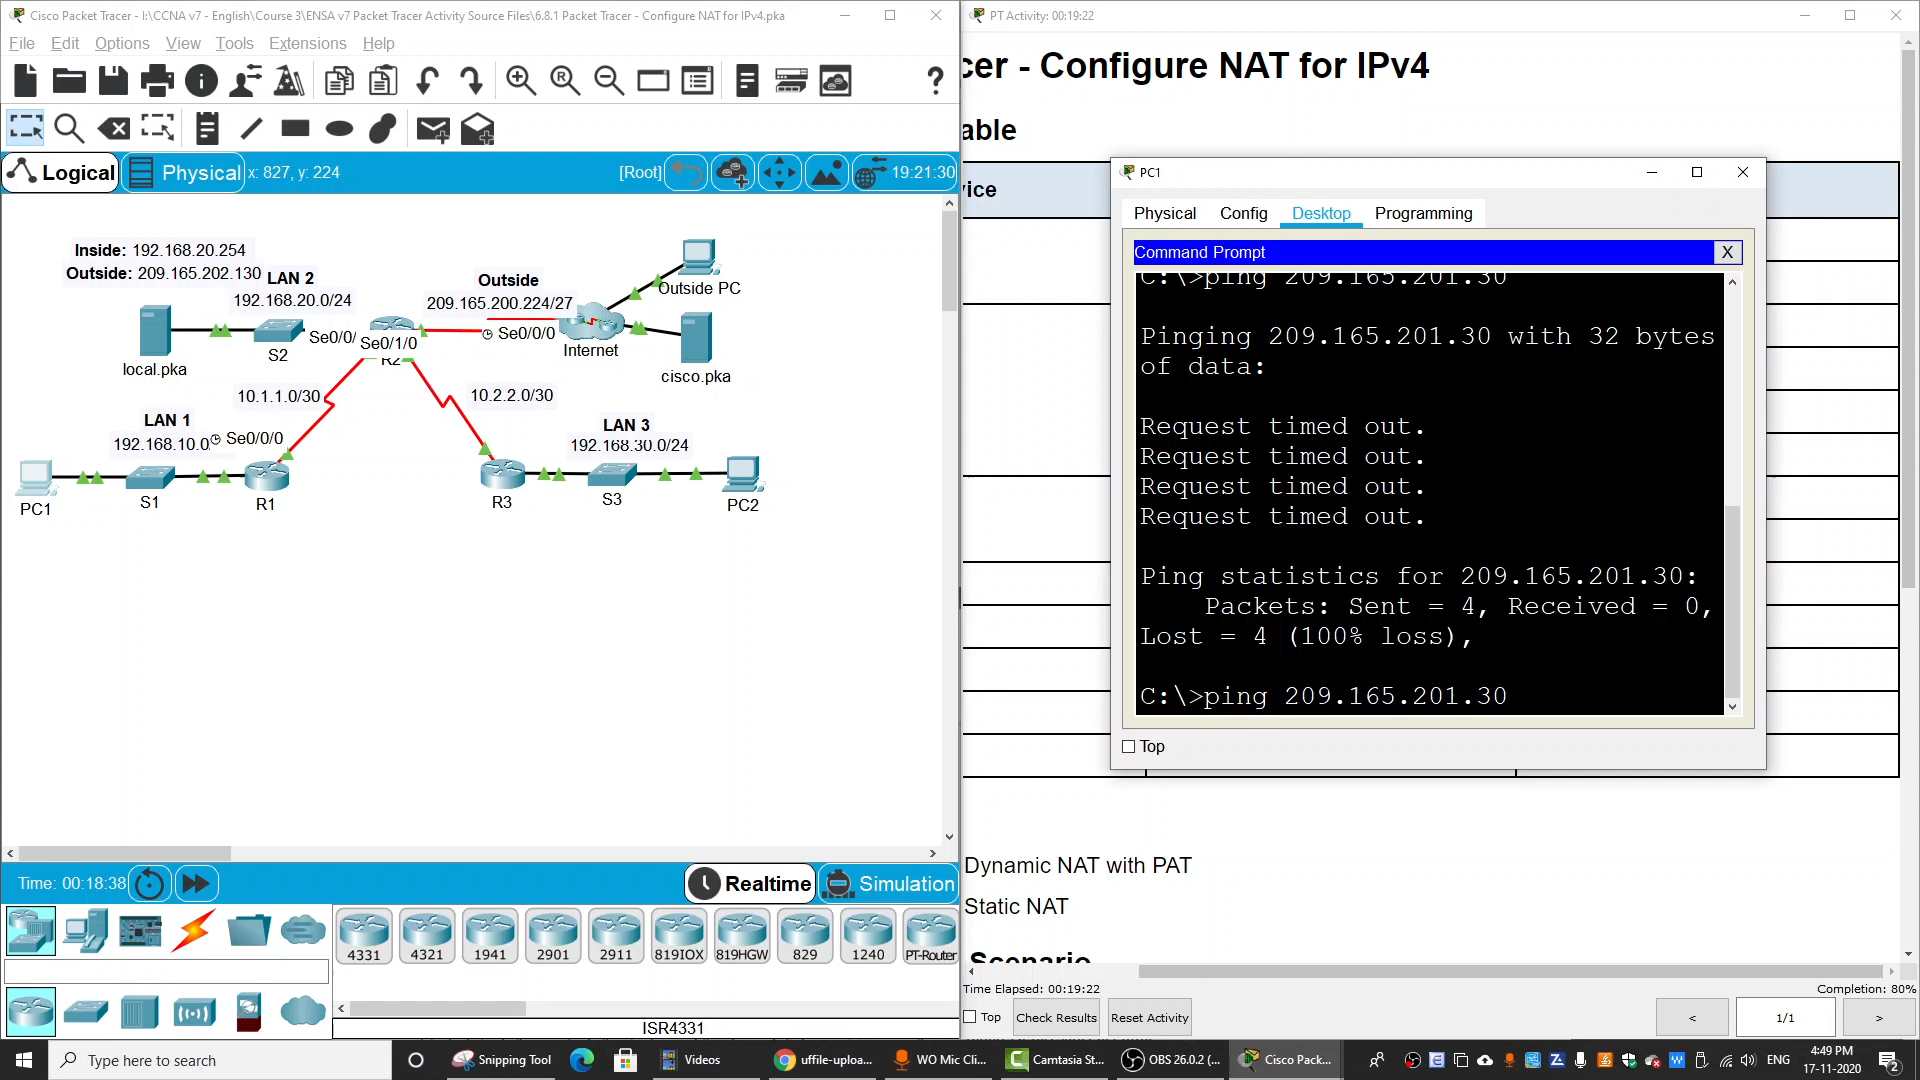 Cisco Packet Tracer - I:\CCNA v7 - English\Course 3\ENSA v7 Packet Tracer Activity Source Files\6.8.1 Packet Tracer - Configure NAT for IPv4.pka
File Edit Options View Tools Extensions Help
Logical
Physical
x: 827, y: 224
[Root]
19:21:30
Inside: 192.168.20.254
Outside: 209.165.202.130
LAN 2
192.168.20.0/24
Outside
209.165.200.224/27
Outside PC
Se0/0/
Se0/1/0
Se0/0/0
R2
S2
local.pka
Internet
cisco.pka
10.1.1.0/30
10.2.2.0/30
LAN 1
192.168.10.0
Se0/0/0
LAN 3
192.168.30.0/24
PC1
S1
R1
R3
S3
PC2
Time: 00:18:38
Realtime
Simulation
4331
4321
1941
2901
2911
819IOX
819HGW
829
1240
PT-Router
ISR4331
PT Activity: 00:19:22
cer - Configure NAT for IPv4
able
vice
PC1
Physical Config Desktop Programming
Command Prompt
X
C:\>ping 209.165.201.30
Pinging 209.165.201.30 with 32 bytes
of data:
Request timed out.
Request timed out.
Request timed out.
Request timed out.
Ping statistics for 209.165.201.30:
Packets: Sent = 4, Received = 0,
Lost = 4 (100% loss),
C:\>ping 209.165.201.30
Top
Dynamic NAT with PAT
Static NAT
Scenario
Time Elapsed: 00:19:22
Completion: 80%
Top
Check Results
Reset Activity
<
1/1
>
Type here to search
Snipping Tool
Videos
uffile-uploa...
WO Mic Cli...
Camtasia St...
OBS 26.0.2 (...
Cisco Pack...
ENG
4:49 PM
17-11-2020
2